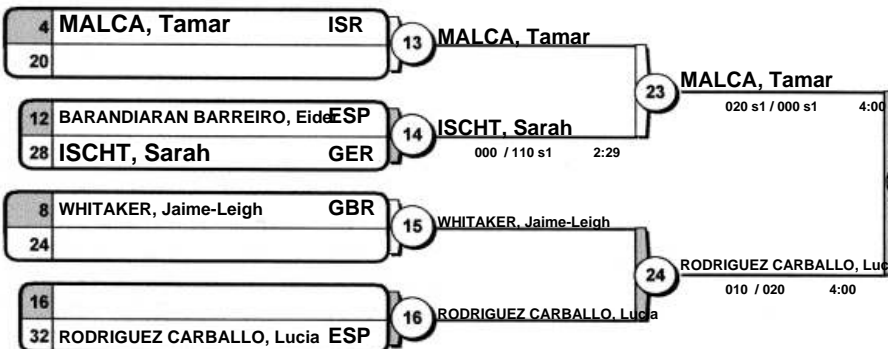 4 MALCA, Tamar ISR
20
13 MALCA, Tamar
12 BARANDIARAN BARREIRO, Eider ESP
28 ISCHT, Sarah GER
14 ISCHT, Sarah
000 / 110 s1 2:29
23 MALCA, Tamar
020 s1 / 000 s1 4:00
8 WHITAKER, Jaime-Leigh GBR
24
15 WHITAKER, Jaime-Leigh
16
32 RODRIGUEZ CARBALLO, Lucia ESP
16 RODRIGUEZ CARBALLO, Lucia
24 RODRIGUEZ CARBALLO, Luc
010 / 020 4:00